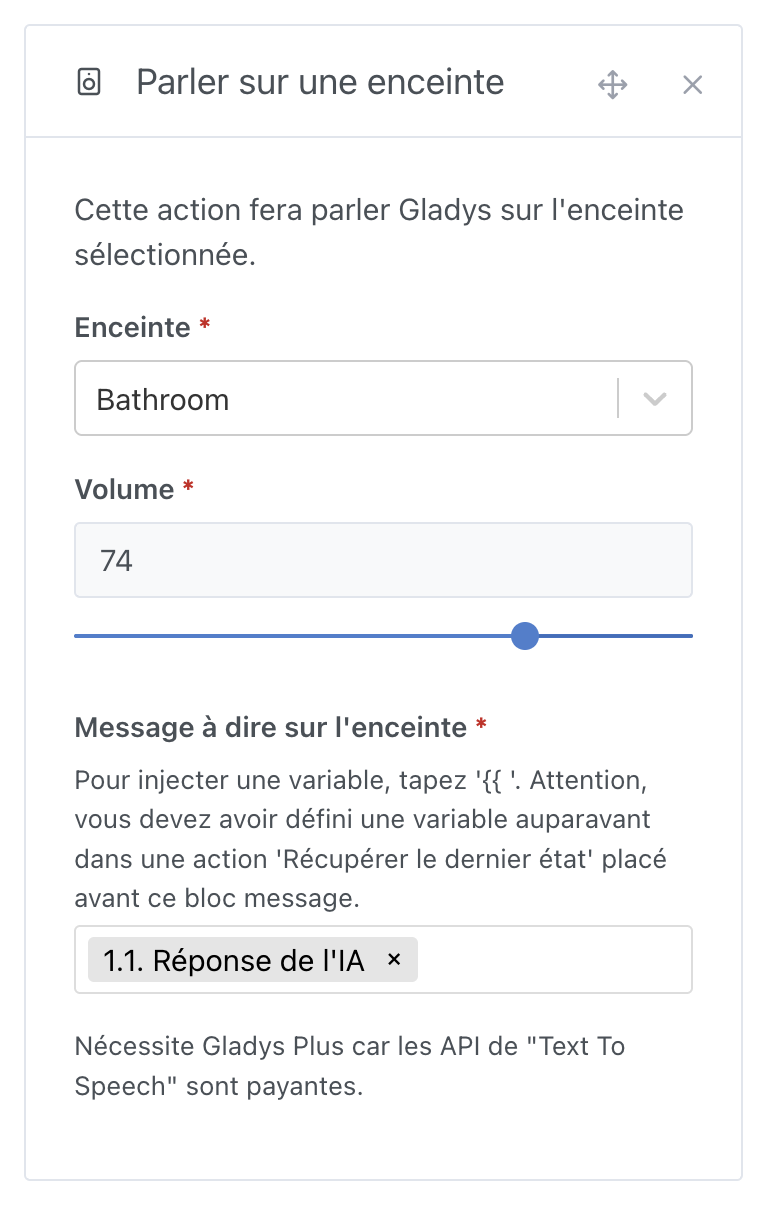 Parler sur une enceinte
Cette action fera parler Gladys sur l'enceinte
sélectionnée.
Enceinte *
Bathroom
Volume *
74
Message à dire sur l'enceinte *
Pour injecter une variable, tapez '{{ '. Attention,
vous devez avoir défini une variable auparavant
dans une action 'Récupérer le dernier état' placé
avant ce bloc message.
1.1. Réponse de l'IA ×
Nécessite Gladys Plus car les API de "Text To
Speech" sont payantes.